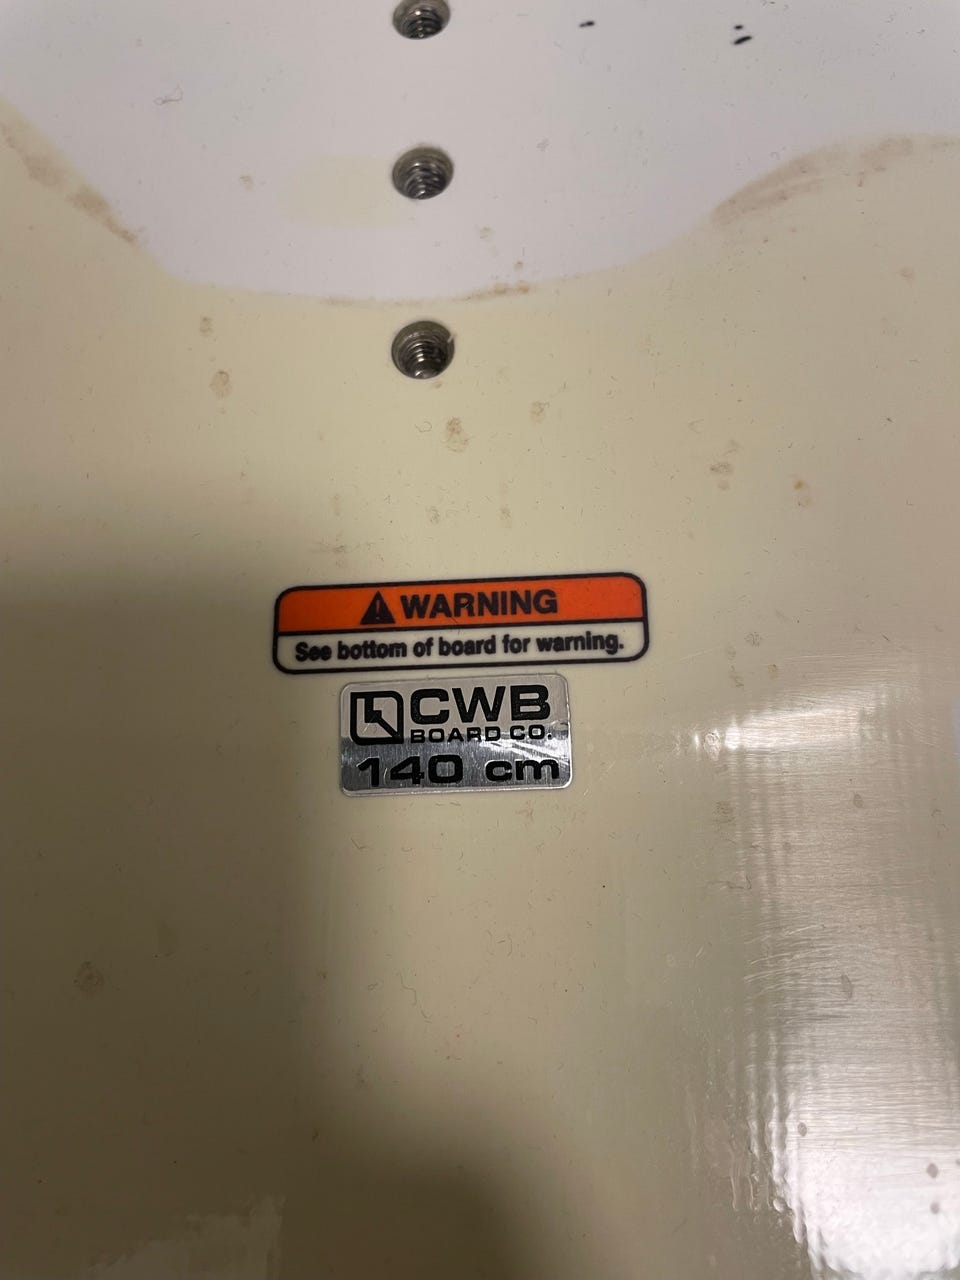 WARNING
See bottom of board for warning.
CWB
BOARD CO.
140 cm